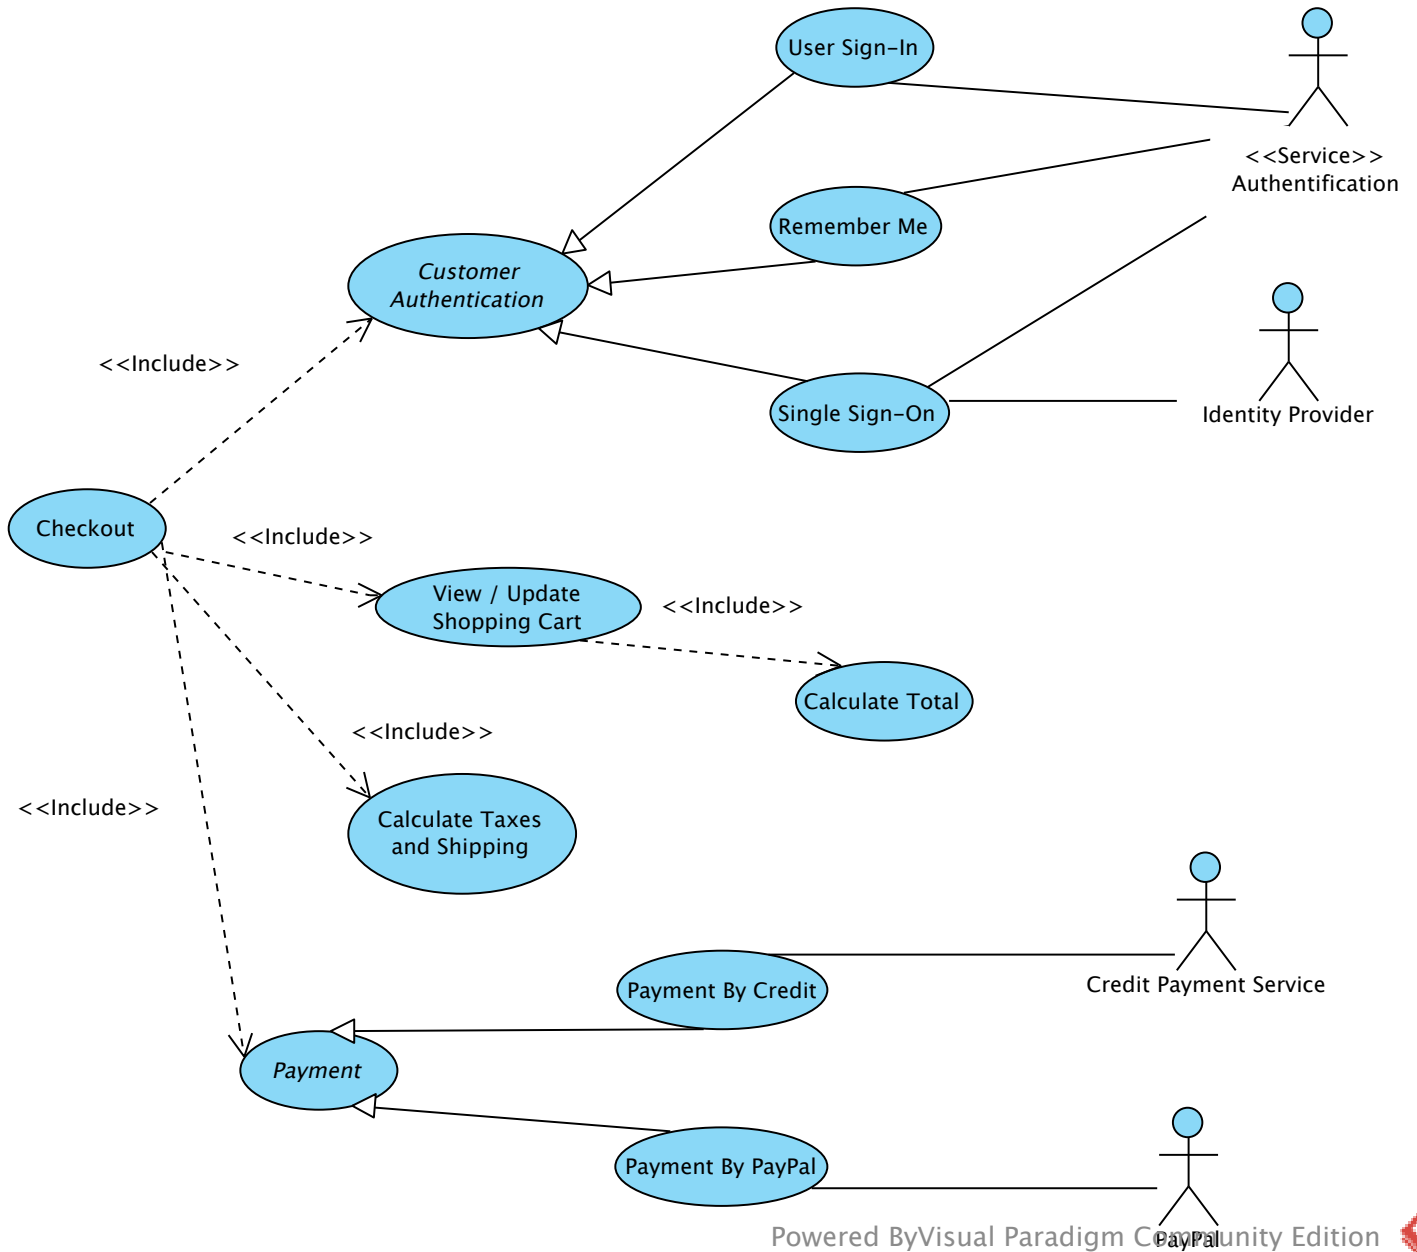 User Sign-In
<<Service>>
Authentification
Remember Me
Customer
Authentication
<<Include>>
Single Sign-On
Identity Provider
Checkout
<<Include>>
View / Update
Shopping Cart
<<Include>>
Calculate Total
<<Include>>
<<Include>>
Calculate Taxes
and Shipping
Payment By Credit
Credit Payment Service
Payment
Payment By PayPal
PayPal
Powered ByVisual Paradigm Community Edition